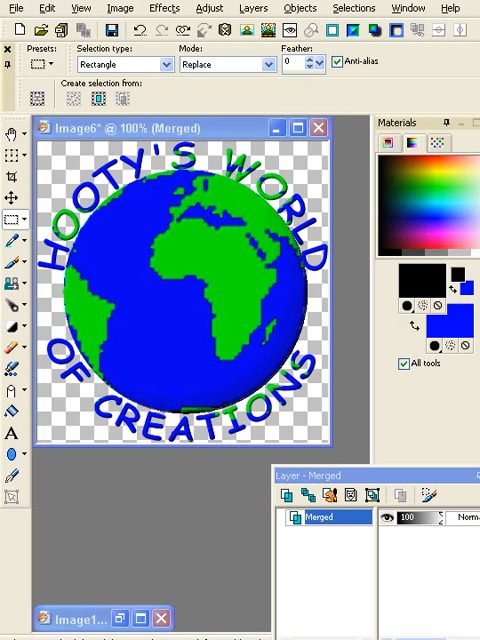 File Edit View Image Effects Adjust Layers Objects Selections Window Help
Presets: Selection type: Mode: Feather:
Rectangle Replace 0 Anti-alias
Create selection from:
Image6* @ 100% (Merged)
Materials
HOOTY'S WORLD
OF CREATIONS
All tools
Layer - Merged
Merged 100 Norm
Image1...